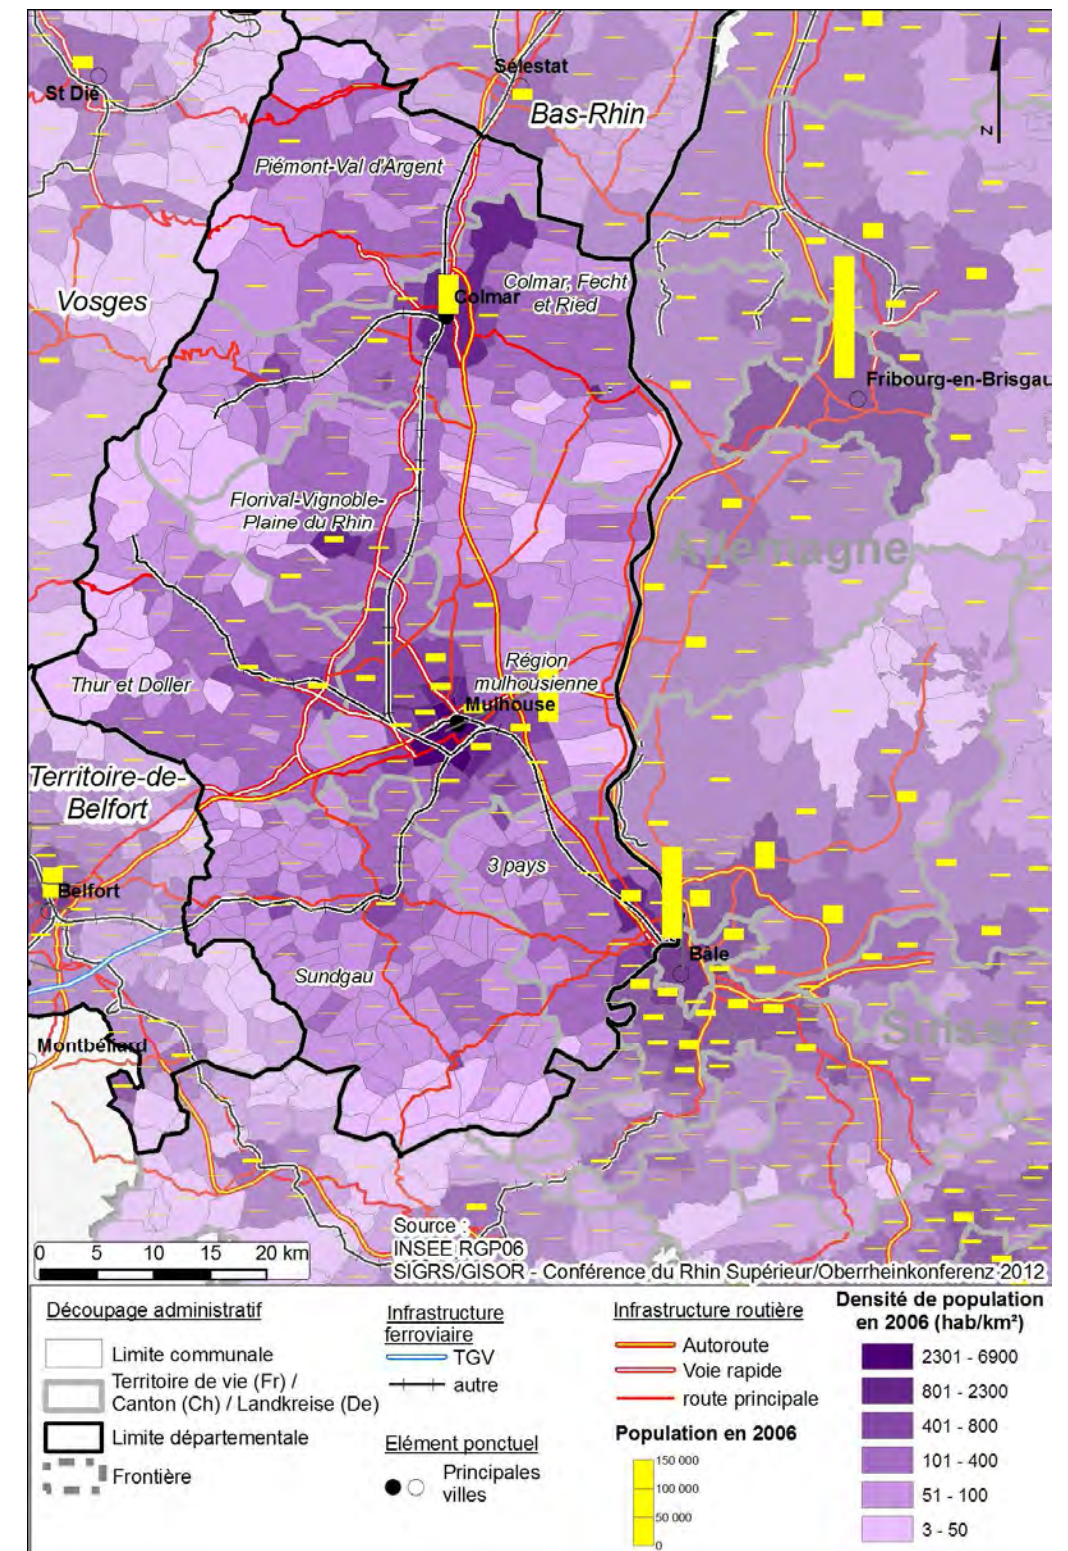 Sélestat
St Dié
Bas-Rhin
N
Piémont-Val d'Argent
Vosges
Colmar, Fecht
et Ried
Colmar
Fribourg-en-Brisgau
Florival-Vignoble-
Plaine du Rhin
Allemagne
Région
mulhousienne
Thur et Doller
Mulhouse
Territoire-de-
Belfort
3 pays
Belfort
Bâle
Sundgau
Suisse
Montbéliard
Source :
INSEE RGP06
SIGRS/GISOR - Conférence du Rhin Supérieur/Oberrheinkonferenz 2012
0 5 10 15 20 km
Découpage administratif
Limite communale
Territoire de vie (Fr) /
Canton (Ch) / Landkreise (De)
Limite départementale
Frontière
Infrastructure
ferroviaire
TGV
autre
Elément ponctuel
Principales
villes
Infrastructure routière
Autoroute
Voie rapide
route principale
Population en 2006
150 000
100 000
50 000
0
Densité de population
en 2006 (hab/km²)
2301 - 6900
801 - 2300
401 - 800
101 - 400
51 - 100
3 - 50